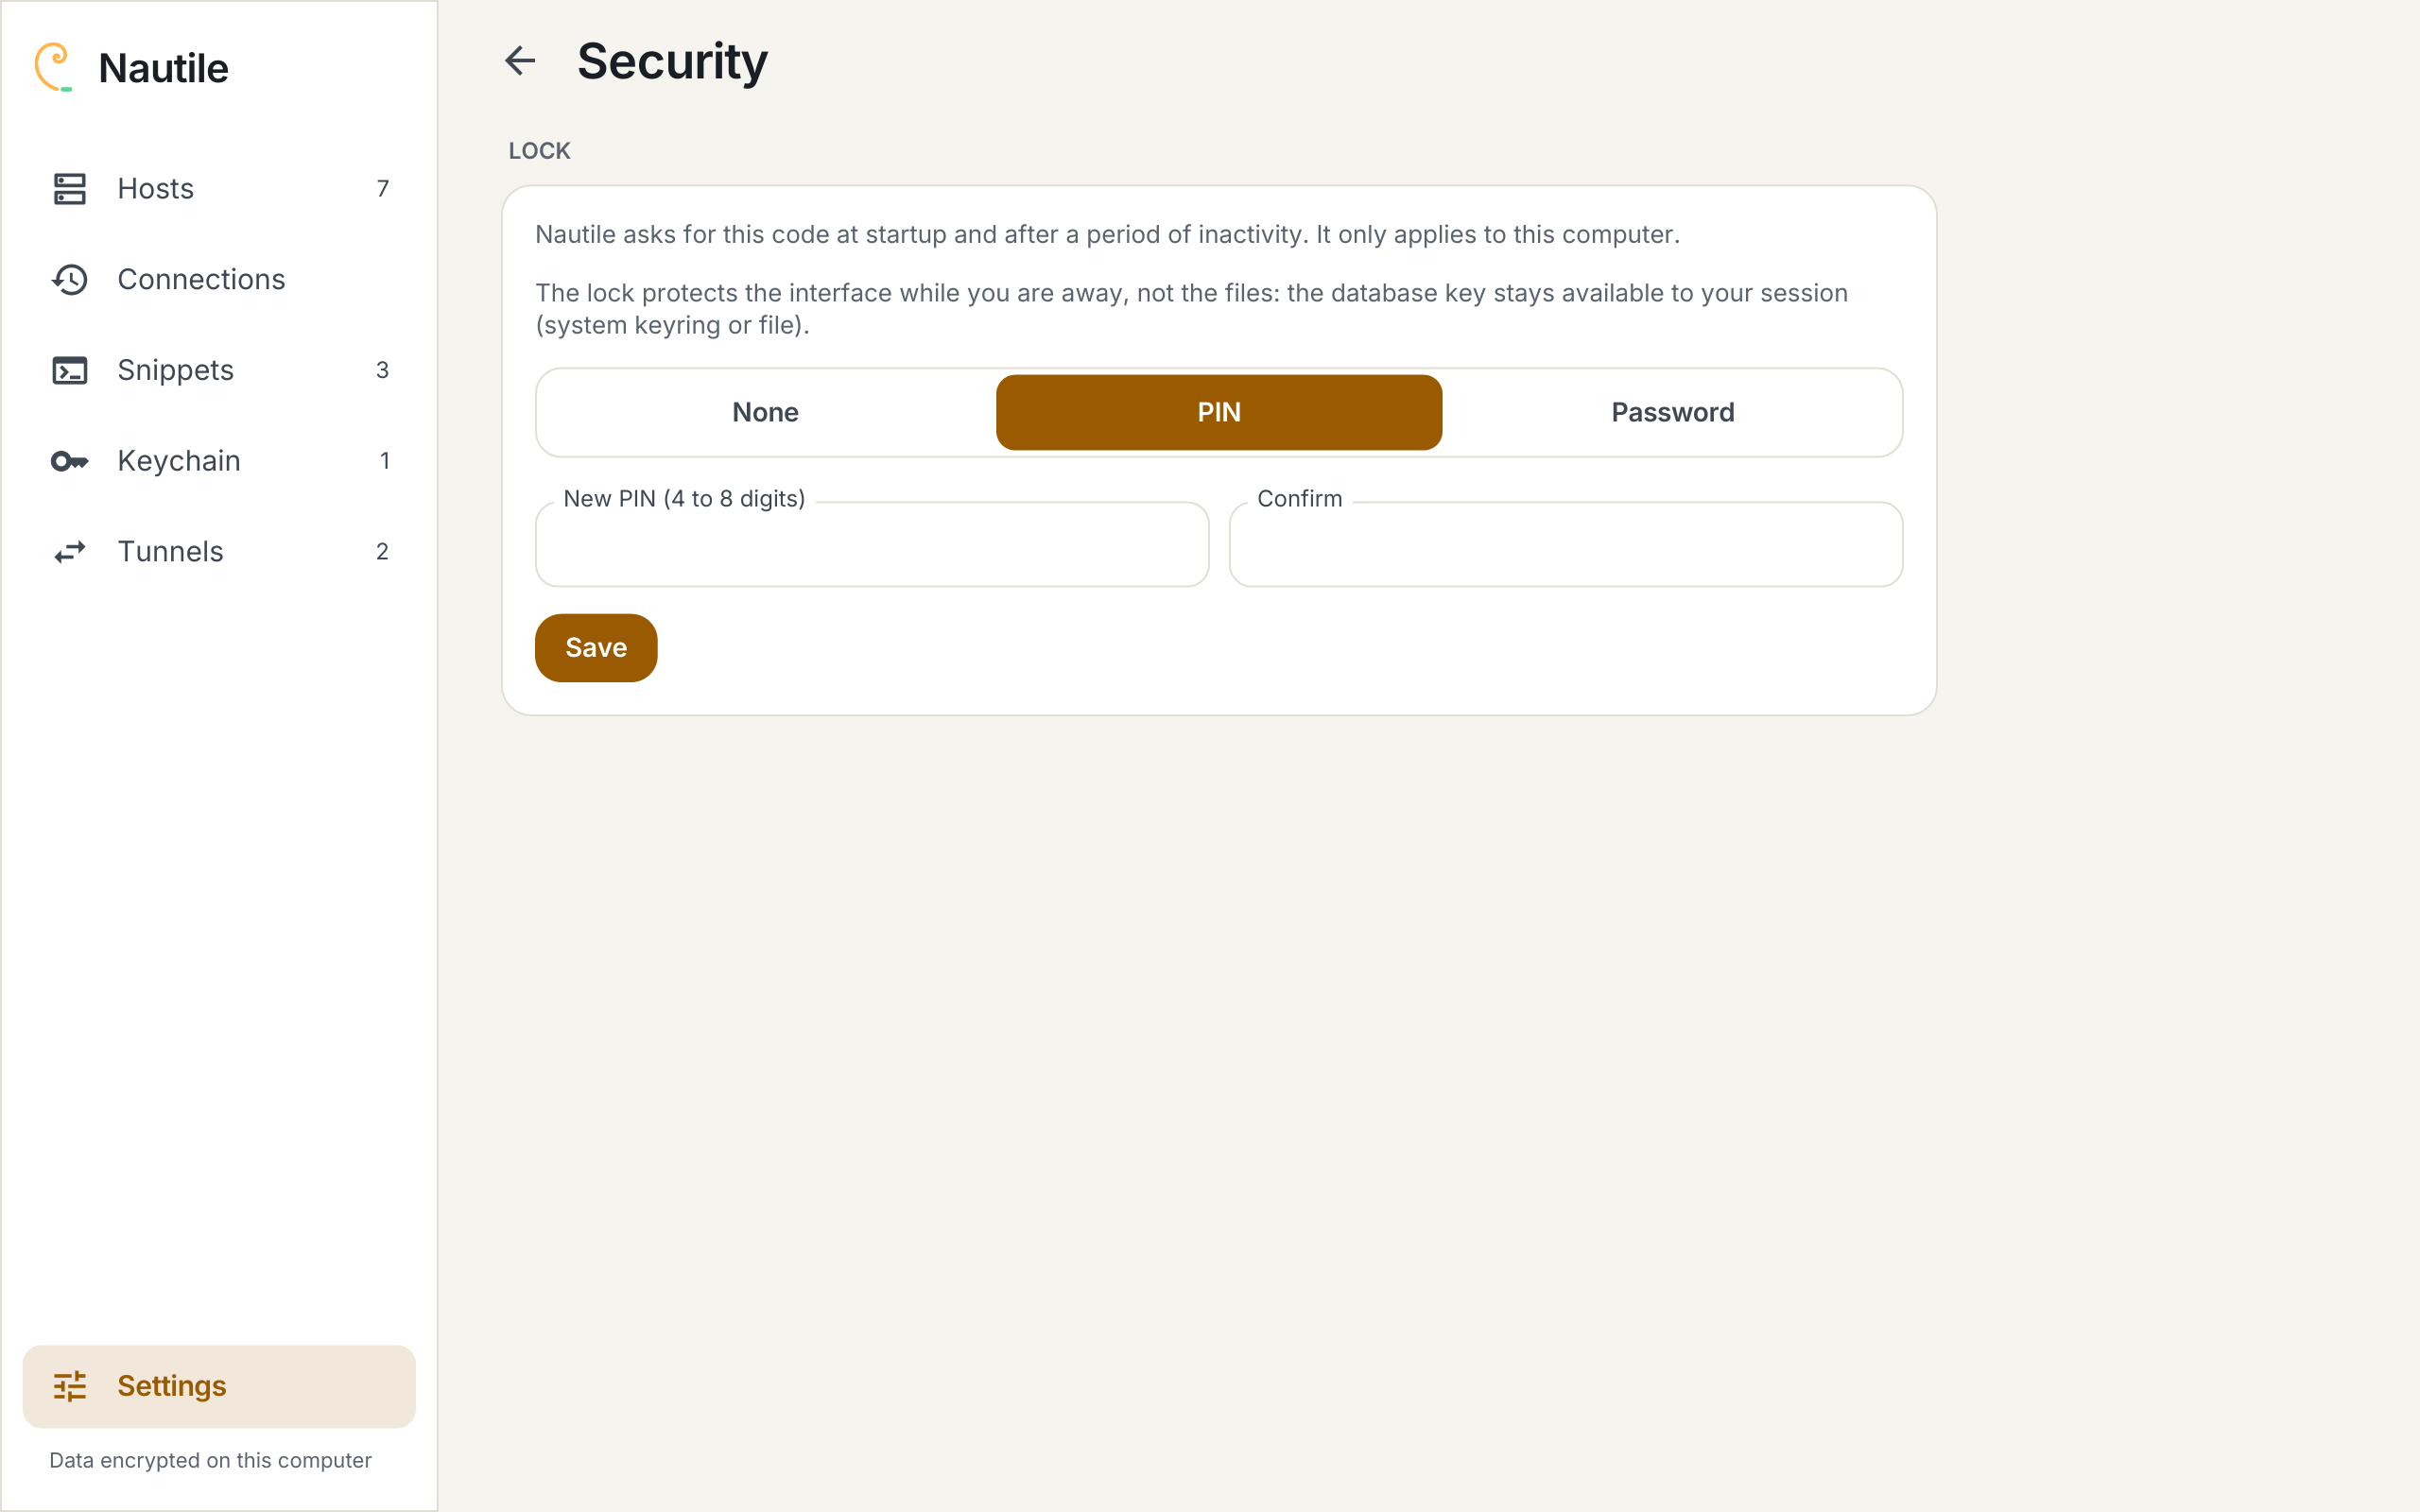 Nautile
Hosts 7
Connections
Snippets 3
Keychain 1
Tunnels 2
Settings
Data encrypted on this computer
Security
LOCK
Nautile asks for this code at startup and after a period of inactivity. It only applies to this computer.
The lock protects the interface while you are away, not the files: the database key stays available to your session
(system keyring or file).
None PIN Password
New PIN (4 to 8 digits) Confirm
Save